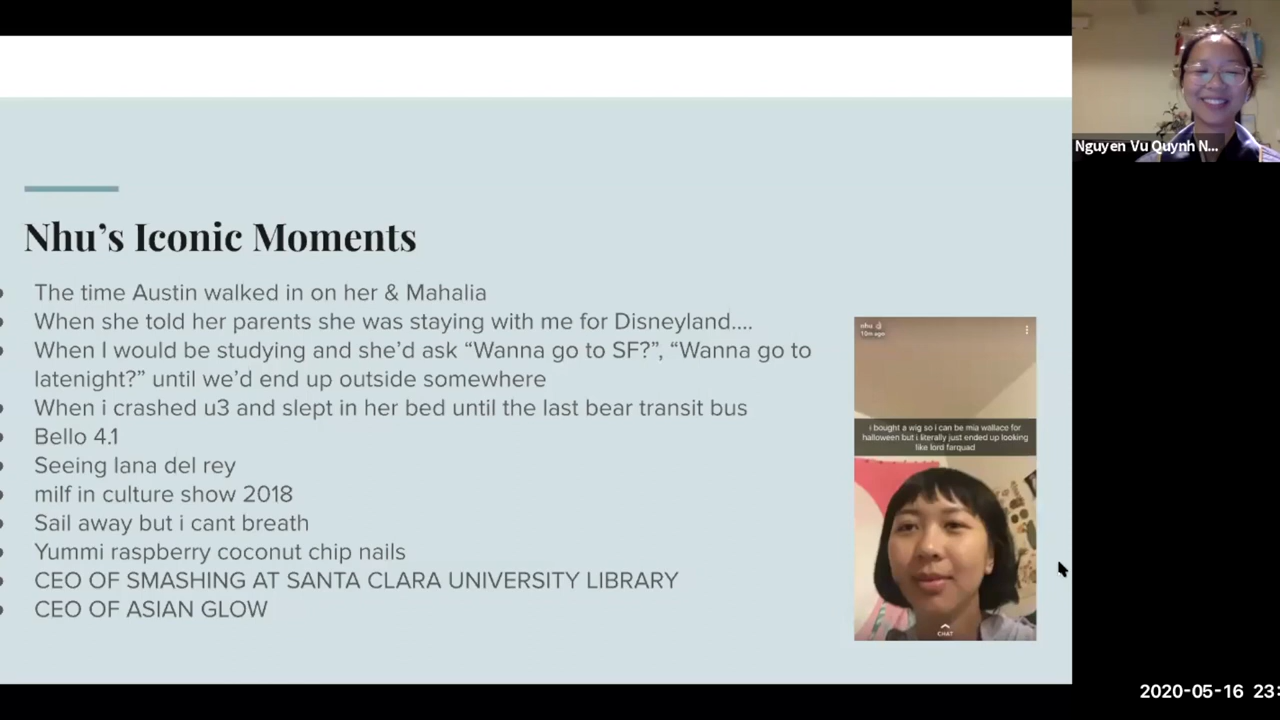 Nguyen Vu Quynh N...
Nhu's Iconic Moments
The time Austin walked in on her & Mahalia
When she told her parents she was staying with me for Disneyland....
When I would be studying and she'd ask “Wanna go to SF?”, “Wanna go to
latenight?” until we'd end up outside somewhere
When i crashed u3 and slept in her bed until the last bear transit bus
Bello 4.1
Seeing lana del rey
milf in culture show 2018
Sail away but i cant breath
Yummi raspberry coconut chip nails
CEO OF SMASHING AT SANTA CLARA UNIVERSITY LIBRARY
CEO OF ASIAN GLOW
nhu
10m ago
i bought a wig so i can be mia wallace for
halloween but i literally just ended up looking
like lord farquad
CHAT
2020-05-16 23: